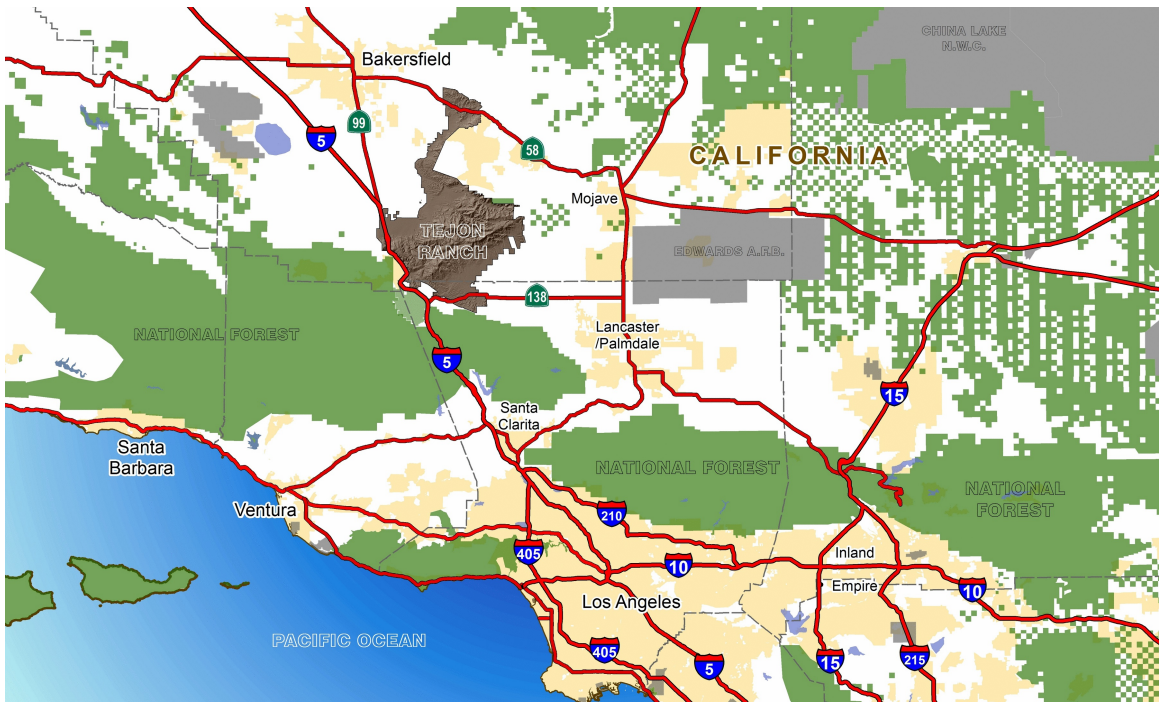 CHINA LAKE
N.W.C.
Bakersfield
99
5
58
CALIFORNIA
Mojave
TEJON
RANCH
EDWARDS A.F.B.
138
Lancaster
/Palmdale
NATIONAL FOREST
5
15
Santa
Clarita
Santa
Barbara
NATIONAL FOREST
NATIONAL
FOREST
Ventura
210
405
10
Inland
Empire
10
Los Angeles
PACIFIC OCEAN
405
5
15
215